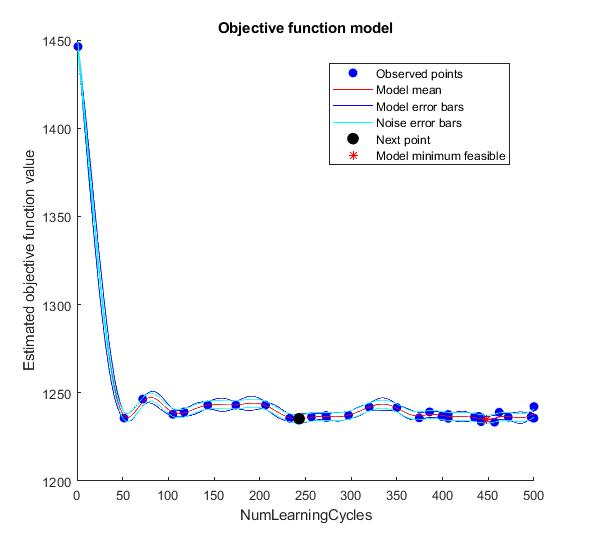 Objective function model
1450
1400
1350
1300
1250
1200
Estimated objective function value
Observed points
Model mean
Model error bars
Noise error bars
Next point
Model minimum feasible
0 50 100 150 200 250 300 350 400 450 500
NumLearningCycles